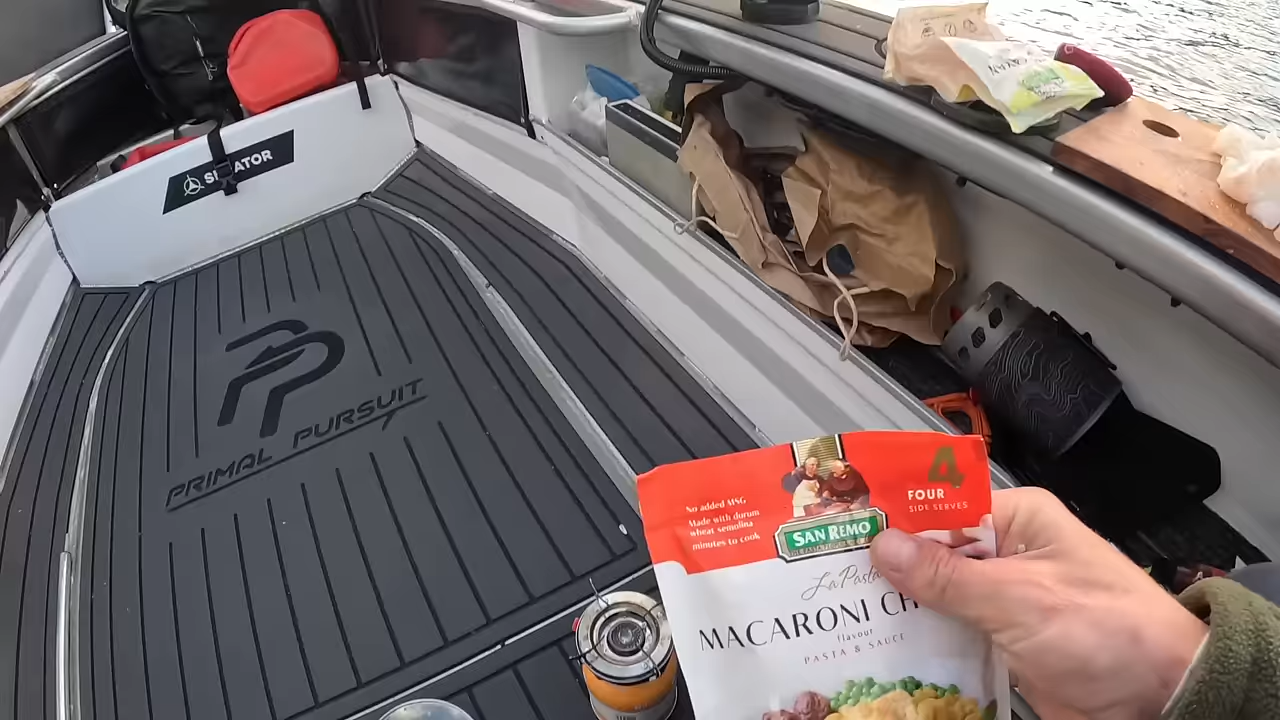 PRIMAL PURSUIT
No added MSG
Made with durum
wheat semolina
minutes to cook
4
FOUR
SIDE SERVES
SAN REMO
La Pasta
MACARONI CH
flavour
PASTA & SAUCE